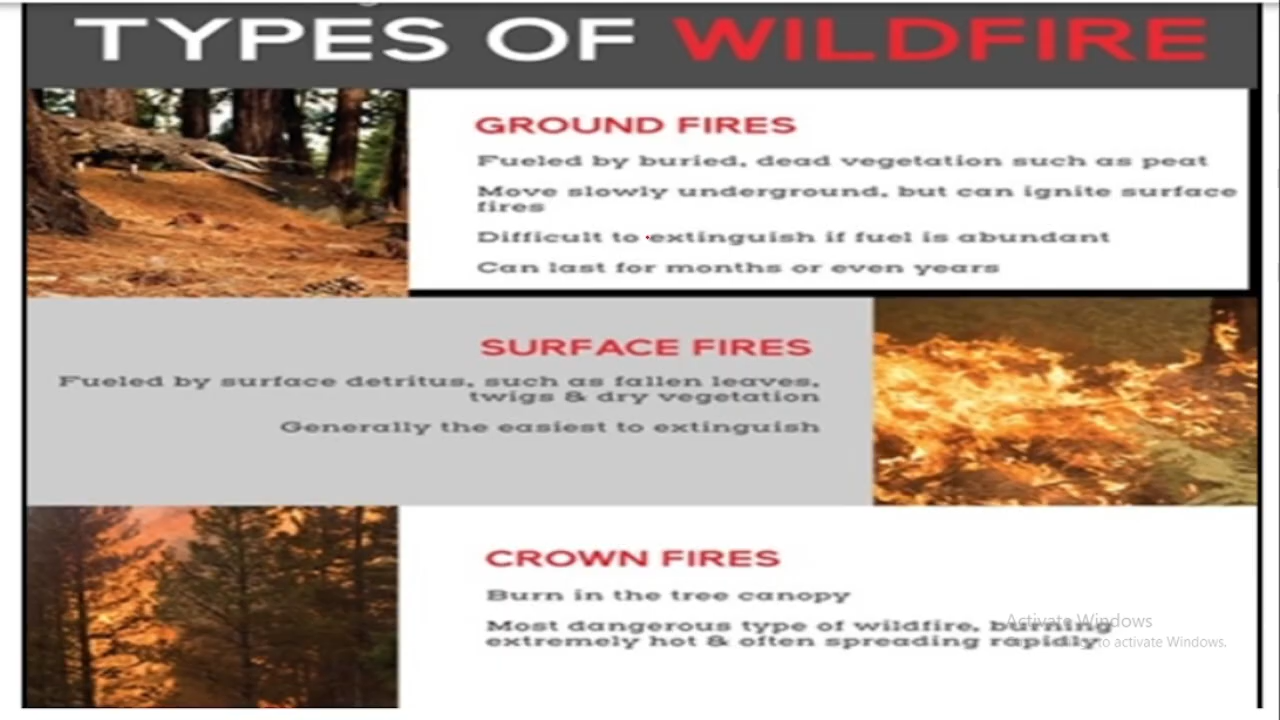 TYPES OF WILDFIRE
GROUND FIRES
Fueled by buried, dead vegetation such as peat
Move slowly underground, but can ignite surface
fires
Difficult to extinguish if fuel is abundant
Can last for months or even years
SURFACE FIRES
Fueled by surface detritus, such as fallen leaves,
twigs & dry vegetation
Generally the easiest to extinguish
CROWN FIRES
Burn in the tree canopy
Most dangerous type of wildfire, burning
extremely hot & often spreading rapidly
Activate Windows
to activate Windows.